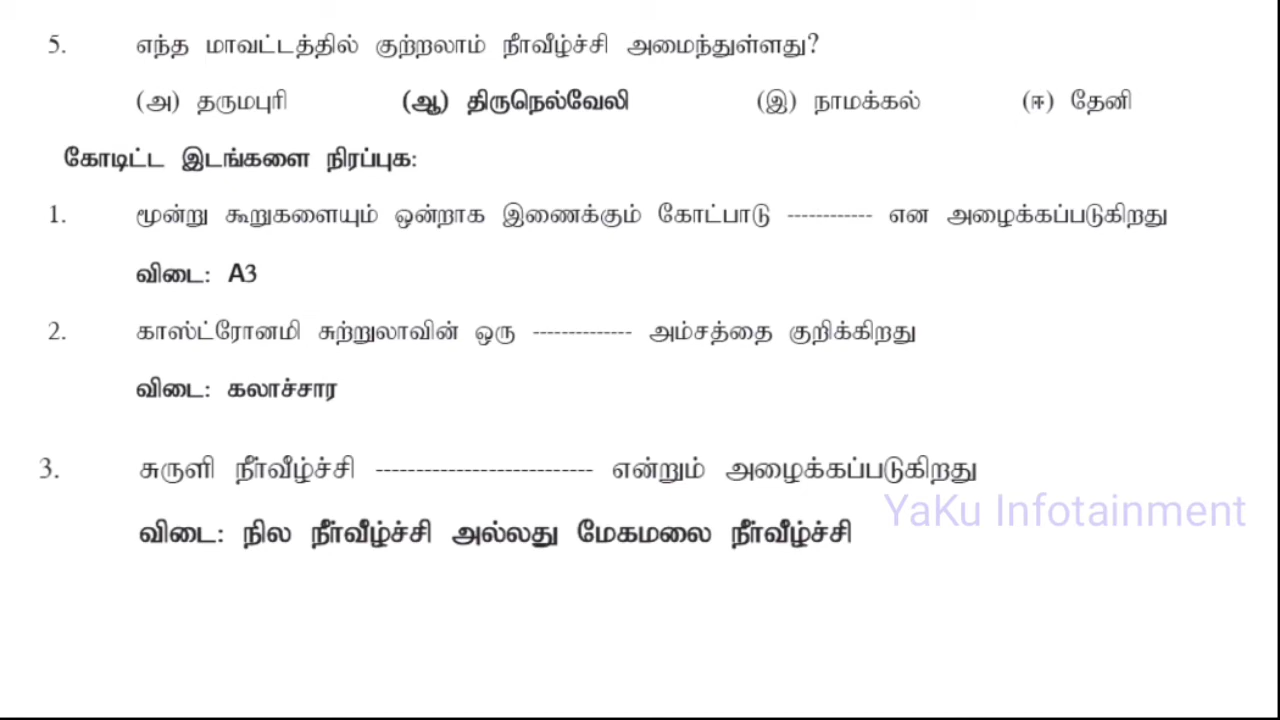 5. எந்த மாவட்டத்தில் குற்றலாம் நீர்வீழ்ச்சி அமைந்துள்ளது?
(அ) தருமபுரி (ஆ) திருநெல்வேலி (இ) நாமக்கல் (ஈ) தேனி
கோடிட்ட இடங்களை நிரப்புக:
1. மூன்று கூறுகளையும் ஒன்றாக இணைக்கும் கோட்பாடு ------------ என அழைக்கப்படுகிறது
விடை: A3
2. காஸ்ட்ரோனமி சுற்றுலாவின் ஒரு -------------- அம்சத்தை குறிக்கிறது
விடை: கலாச்சார
3. சுருளி நீர்வீழ்ச்சி --------------------------- என்றும் அழைக்கப்படுகிறது
YaKu Infotainment
விடை: நில நீர்வீழ்ச்சி அல்லது மேகமலை நீர்வீழ்ச்சி